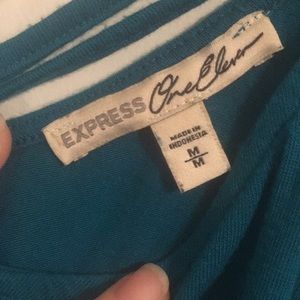 EXPRESS One Eleven
MADE IN
INDONESIA
M
M